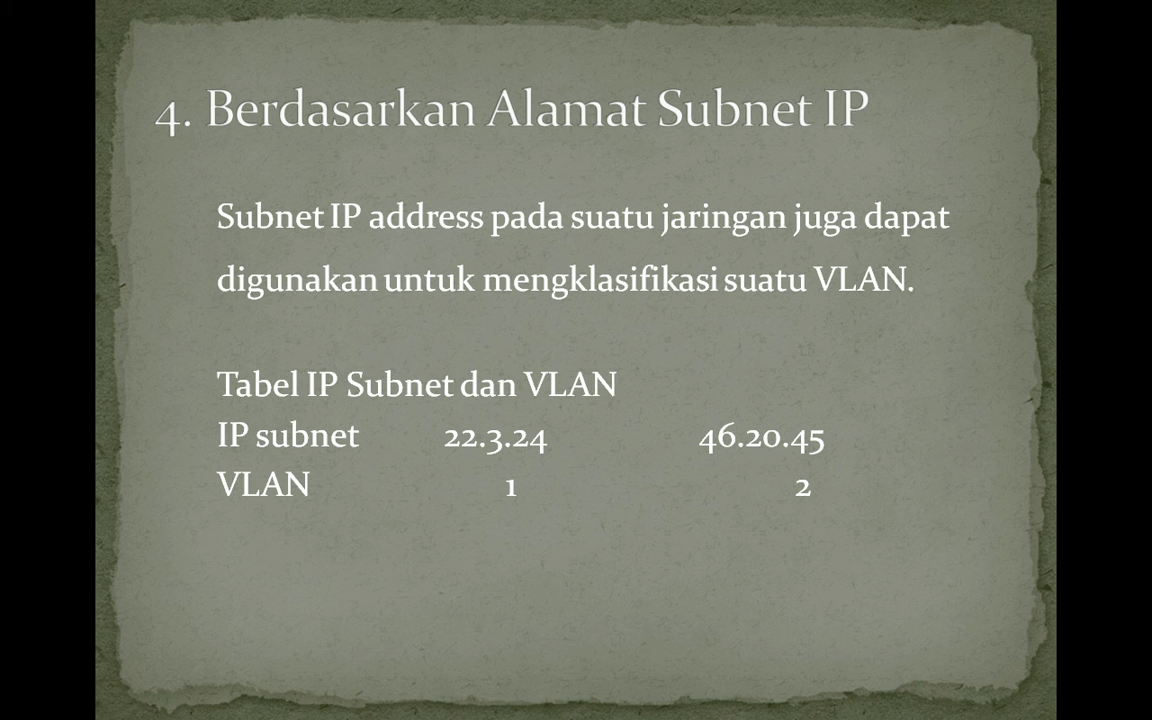 4. Berdasarkan Alamat Subnet IP
Subnet IP address pada suatu jaringan juga dapat
digunakan untuk mengklasifikasi suatu VLAN.
Tabel IP Subnet dan VLAN
IP subnet 22.3.24 46.20.45
VLAN 1 2